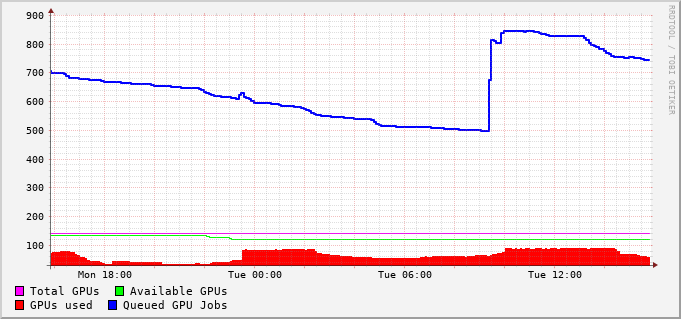 900
800
700
600
500
400
300
200
100
Mon 18:00 Tue 00:00 Tue 06:00 Tue 12:00
Total GPUs Available GPUs
GPUs used Queued GPU Jobs
RRDTOOL / TOBI OETIKER